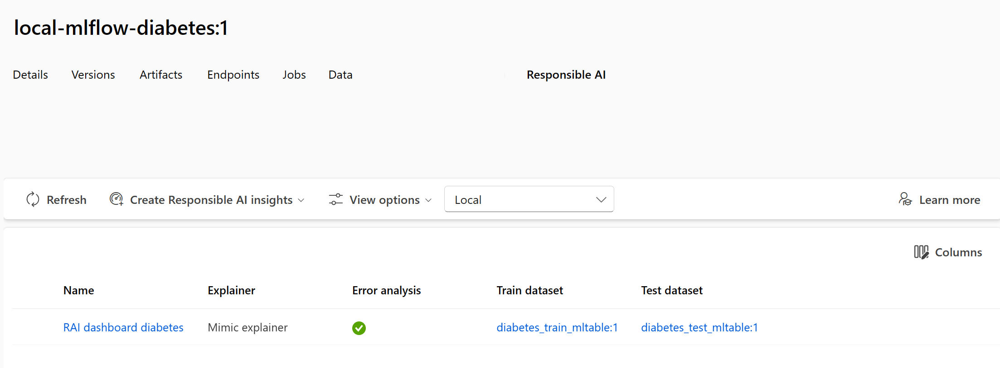 local-mlflow-diabetes:1
Details Versions Artifacts Endpoints Jobs Data Responsible AI
Refresh Create Responsible AI insights View options Local Learn more
Columns
Name Explainer Error analysis Train dataset Test dataset
RAI dashboard diabetes Mimic explainer diabetes_train_mltable:1 diabetes_test_mltable:1